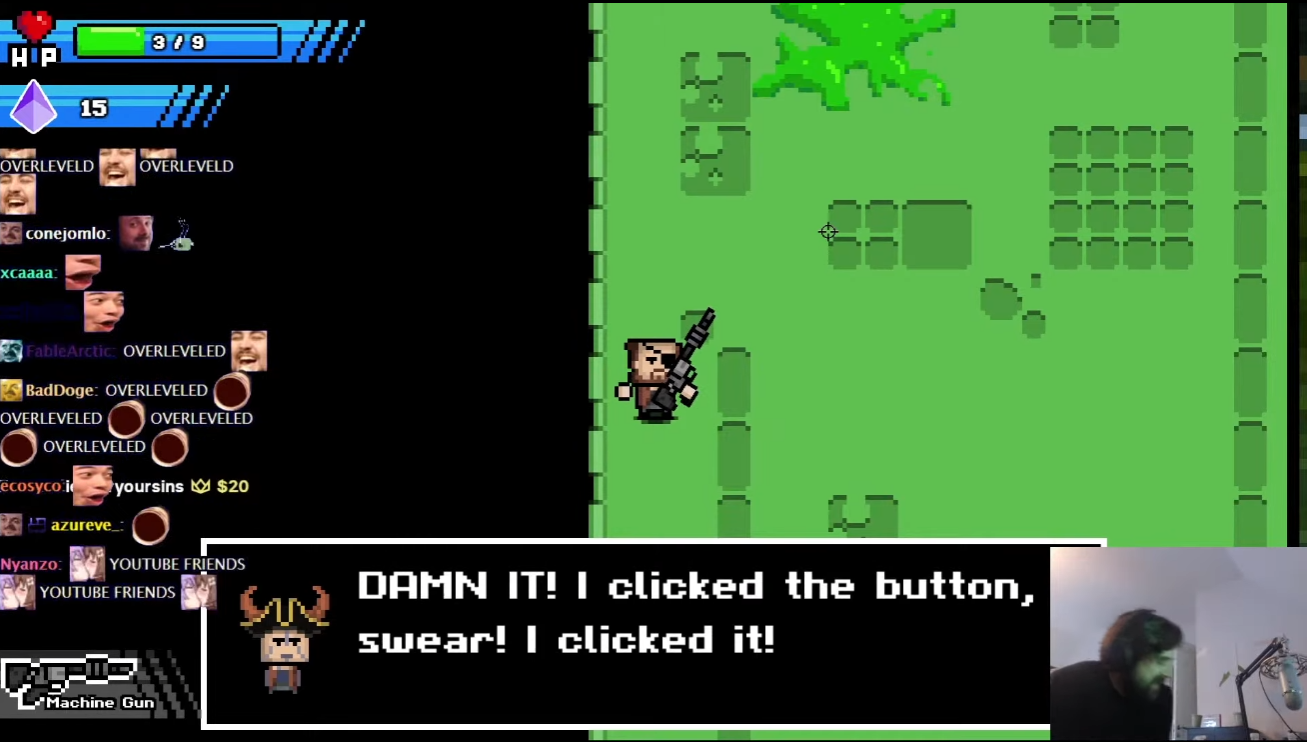 HP
3 / 9
15
OVERLEVELD OVERLEVELD
conejomlo:
xcaaaa:
FableArctic: OVERLEVELED
BadDoge: OVERLEVELED
OVERLEVELED OVERLEVELED
OVERLEVELED
ecosyco: yoursins $20
azureve_:
Nyanzo: YOUTUBE FRIENDS
YOUTUBE FRIENDS
DAMN IT! I clicked the button,
swear! I clicked it!
Machine Gun